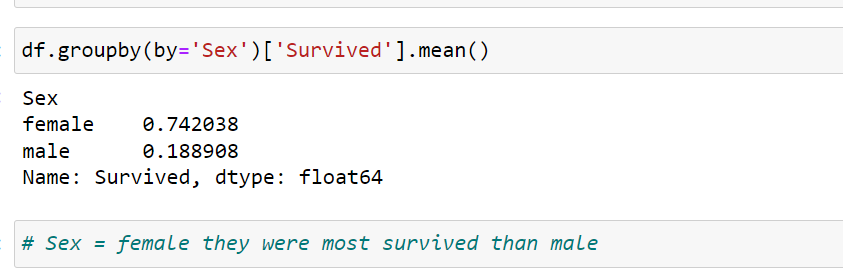 df.groupby(by='Sex')['Survived'].mean()
Sex
female    0.742038
male      0.188908
Name: Survived, dtype: float64
# Sex = female they were most survived than male